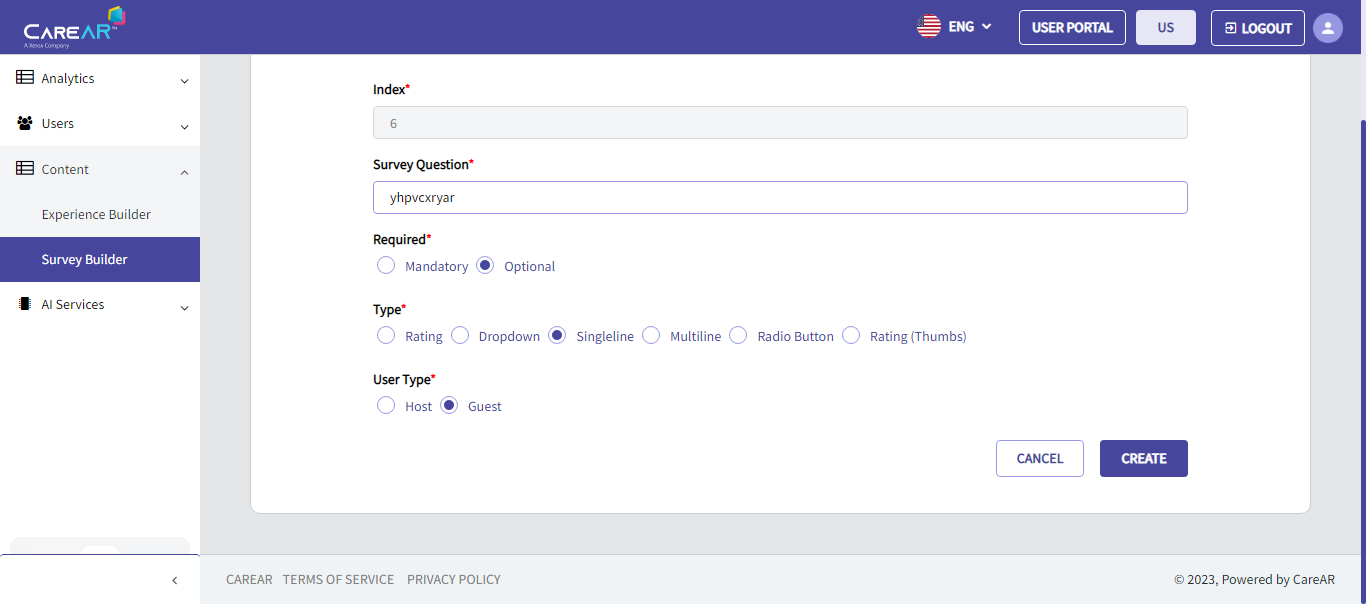 CAREAR™
A Xerox Company
ENG
USER PORTAL
US
LOGOUT
Analytics
Users
Content
Experience Builder
Survey Builder
AI Services
Index*
6
Survey Question*
yhpvcxryar
Required*
Mandatory Optional
Type*
Rating Dropdown Singleline Multiline Radio Button Rating (Thumbs)
User Type*
Host Guest
CANCEL CREATE
CAREAR TERMS OF SERVICE PRIVACY POLICY
© 2023, Powered by CareAR